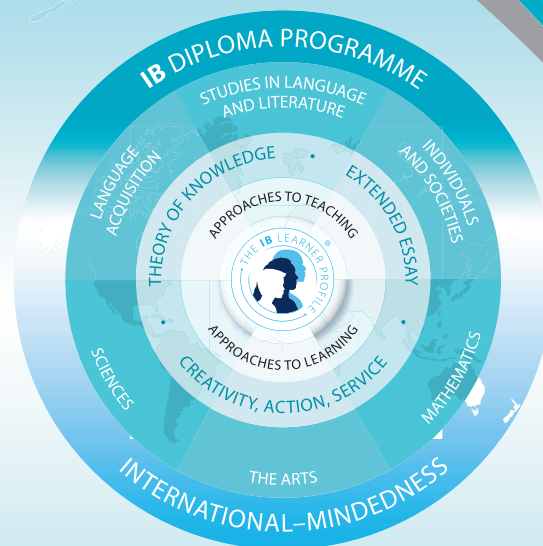 IB DIPLOMA PROGRAMME
STUDIES IN LANGUAGE
AND LITERATURE
LANGUAGE
ACQUISITION
INDIVIDUALS
AND SOCIETIES
THEORY OF KNOWLEDGE
EXTENDED ESSAY
APPROACHES TO TEACHING
THE IB LEARNER PROFILE
®
APPROACHES TO LEARNING
CREATIVITY, ACTION, SERVICE
SCIENCES
MATHEMATICS
THE ARTS
INTERNATIONAL–MINDEDNESS